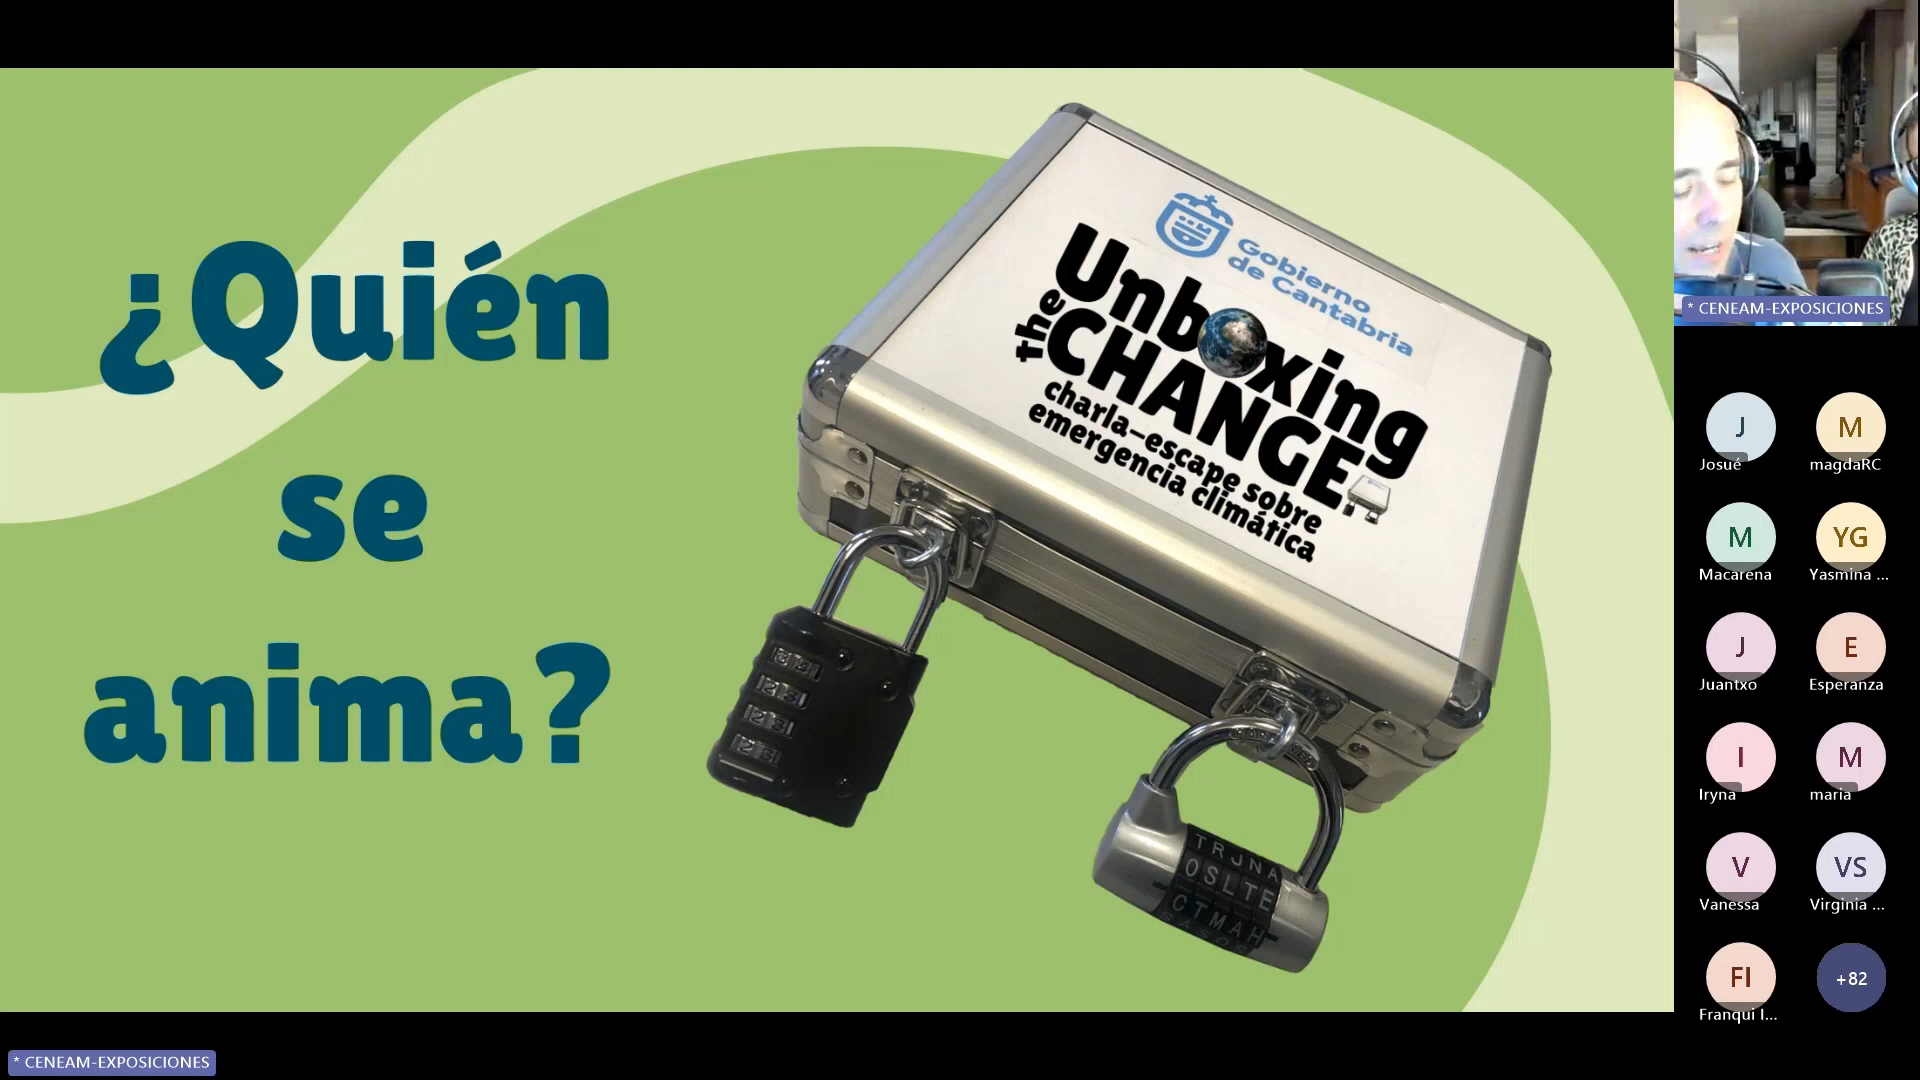 ¿Quién
se
anima?
Gobierno
de Cantabria
Unboxing
the
CHANGE
charla-escape sobre
emergencia climática
TRJNA
OSLTE
CTMAH
* CENEAM-EXPOSICIONES
J
Josué
M
magdaRC
M
Macarena
YG
Yasmina ...
J
Juantxo
E
Esperanza
I
Iryna
M
maria
V
Vanessa
VS
Virginia ...
FI
Franqui I...
+82
* CENEAM-EXPOSICIONES